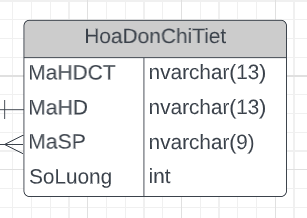 HoaDonChiTiet
MaHDCT nvarchar(13)
MaHD nvarchar(13)
MaSP nvarchar(9)
SoLuong int